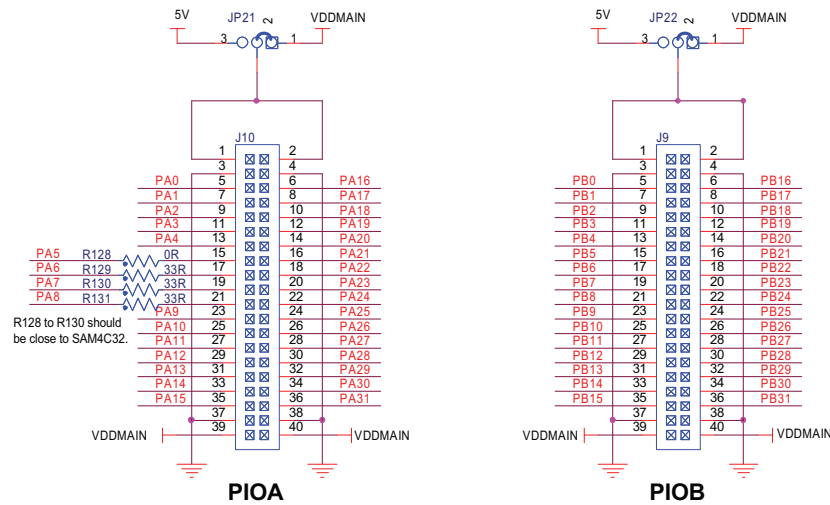 5V JP21 2 VDDMAIN
3 1
J10
1 2
3 4
PA0 5 6 PA16
PA1 7 8 PA17
PA2 9 10 PA18
PA3 11 12 PA19
PA4 13 14 PA20
PA5 R128 0R 15 16 PA21
PA6 R129 33R 17 18 PA22
PA7 R130 33R 19 20 PA23
PA8 R131 33R 21 22 PA24
PA9 23 24 PA25
R128 to R130 should
be close to SAM4C32.
PA10 25 26 PA26
PA11 27 28 PA27
PA12 29 30 PA28
PA13 31 32 PA29
PA14 33 34 PA30
PA15 35 36 PA31
37 38
VDDMAIN 39 40 VDDMAIN
PIOA
5V JP22 2 VDDMAIN
3 1
J9
1 2
3 4
PB0 5 6 PB16
PB1 7 8 PB17
PB2 9 10 PB18
PB3 11 12 PB19
PB4 13 14 PB20
PB5 15 16 PB21
PB6 17 18 PB22
PB7 19 20 PB23
PB8 21 22 PB24
PB9 23 24 PB25
PB10 25 26 PB26
PB11 27 28 PB27
PB12 29 30 PB28
PB13 31 32 PB29
PB14 33 34 PB30
PB15 35 36 PB31
37 38
VDDMAIN 39 40 VDDMAIN
PIOB